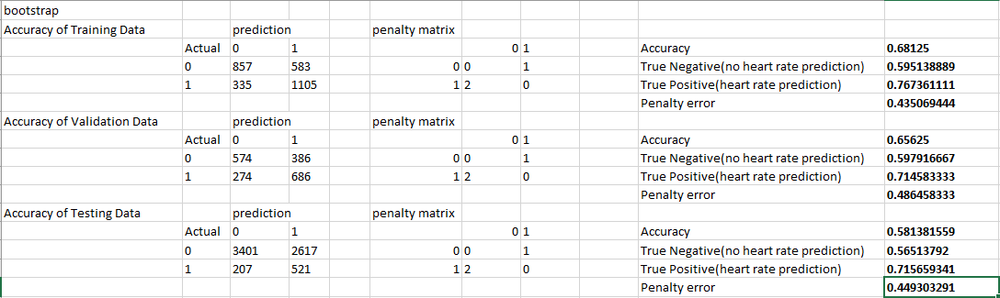 bootstrap
Accuracy of Training Data prediction penalty matrix
Actual 0 1 0 1 Accuracy 0.68125
0 857 583 0 0 1 True Negative(no heart rate prediction) 0.595138889
1 335 1105 1 2 0 True Positive(heart rate prediction) 0.767361111
Penalty error 0.435069444
Accuracy of Validation Data prediction penalty matrix
Actual 0 1 0 1 Accuracy 0.65625
0 574 386 0 0 1 True Negative(no heart rate prediction) 0.597916667
1 274 686 1 2 0 True Positive(heart rate prediction) 0.714583333
Penalty error 0.486458333
Accuracy of Testing Data prediction penalty matrix
Actual 0 1 0 1 Accuracy 0.581381559
0 3401 2617 0 0 1 True Negative(no heart rate prediction) 0.56513792
1 207 521 1 2 0 True Positive(heart rate prediction) 0.715659341
Penalty error 0.449303291